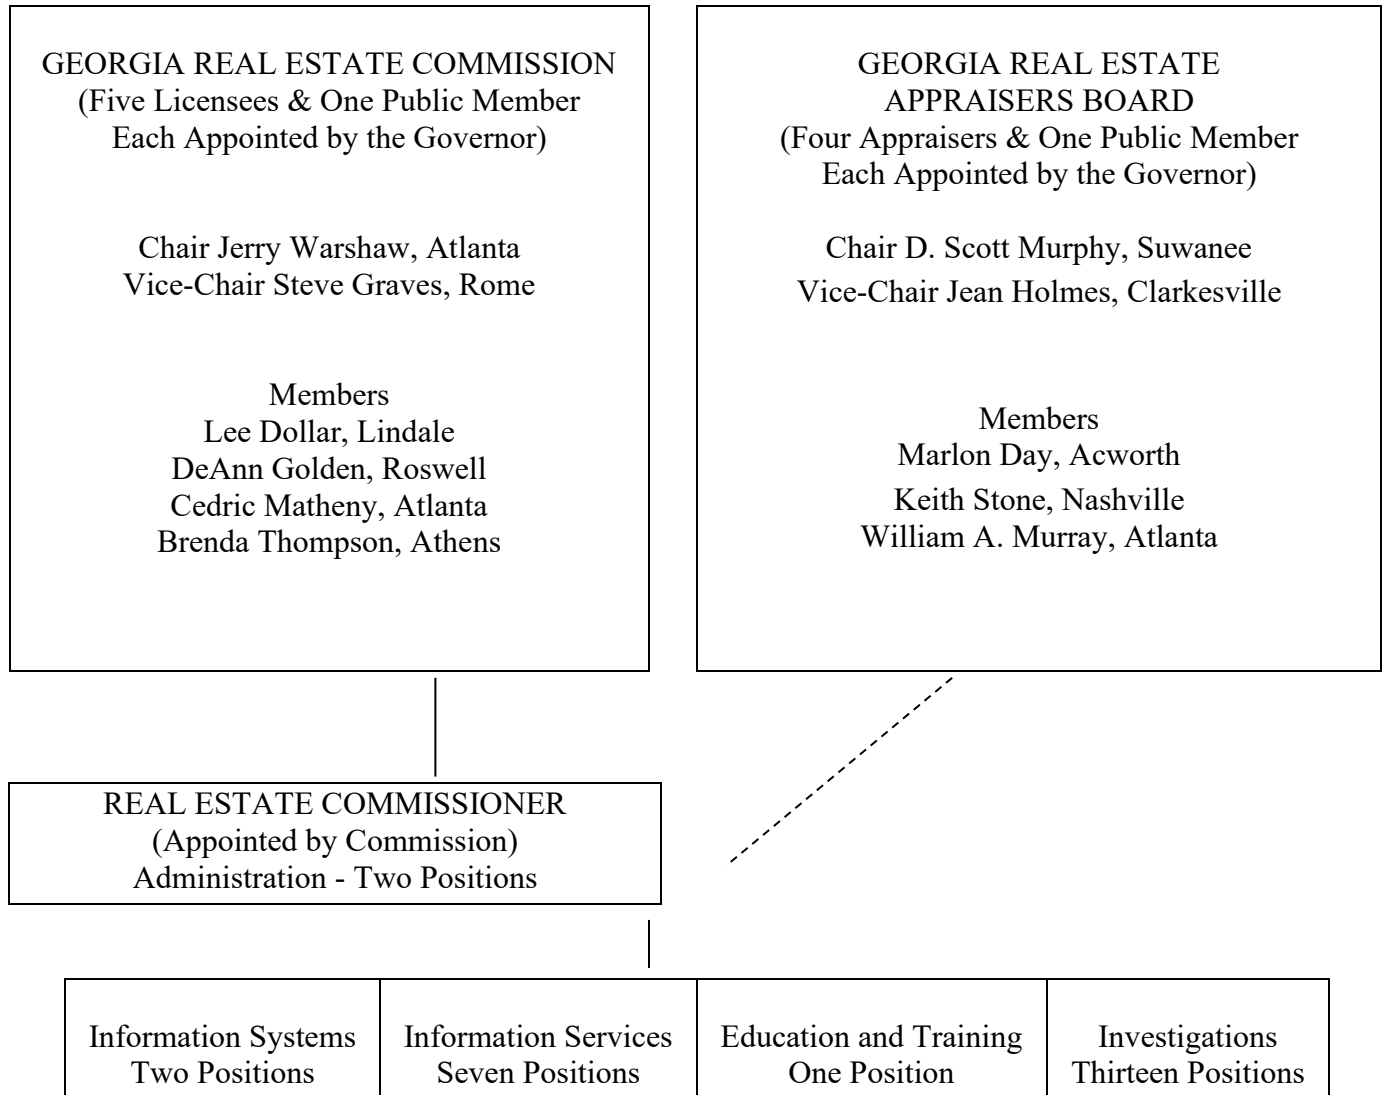 GEORGIA REAL ESTATE COMMISSION
(Five Licensees & One Public Member
Each Appointed by the Governor)
Chair Jerry Warshaw, Atlanta
Vice-Chair Steve Graves, Rome
Members
Lee Dollar, Lindale
DeAnn Golden, Roswell
Cedric Matheny, Atlanta
Brenda Thompson, Athens
GEORGIA REAL ESTATE
APPRAISERS BOARD
(Four Appraisers & One Public Member
Each Appointed by the Governor)
Chair D. Scott Murphy, Suwanee
Vice-Chair Jean Holmes, Clarkesville
Members
Marlon Day, Acworth
Keith Stone, Nashville
William A. Murray, Atlanta
REAL ESTATE COMMISSIONER
(Appointed by Commission)
Administration - Two Positions
Information Systems
Two Positions
Information Services
Seven Positions
Education and Training
One Position
Investigations
Thirteen Positions